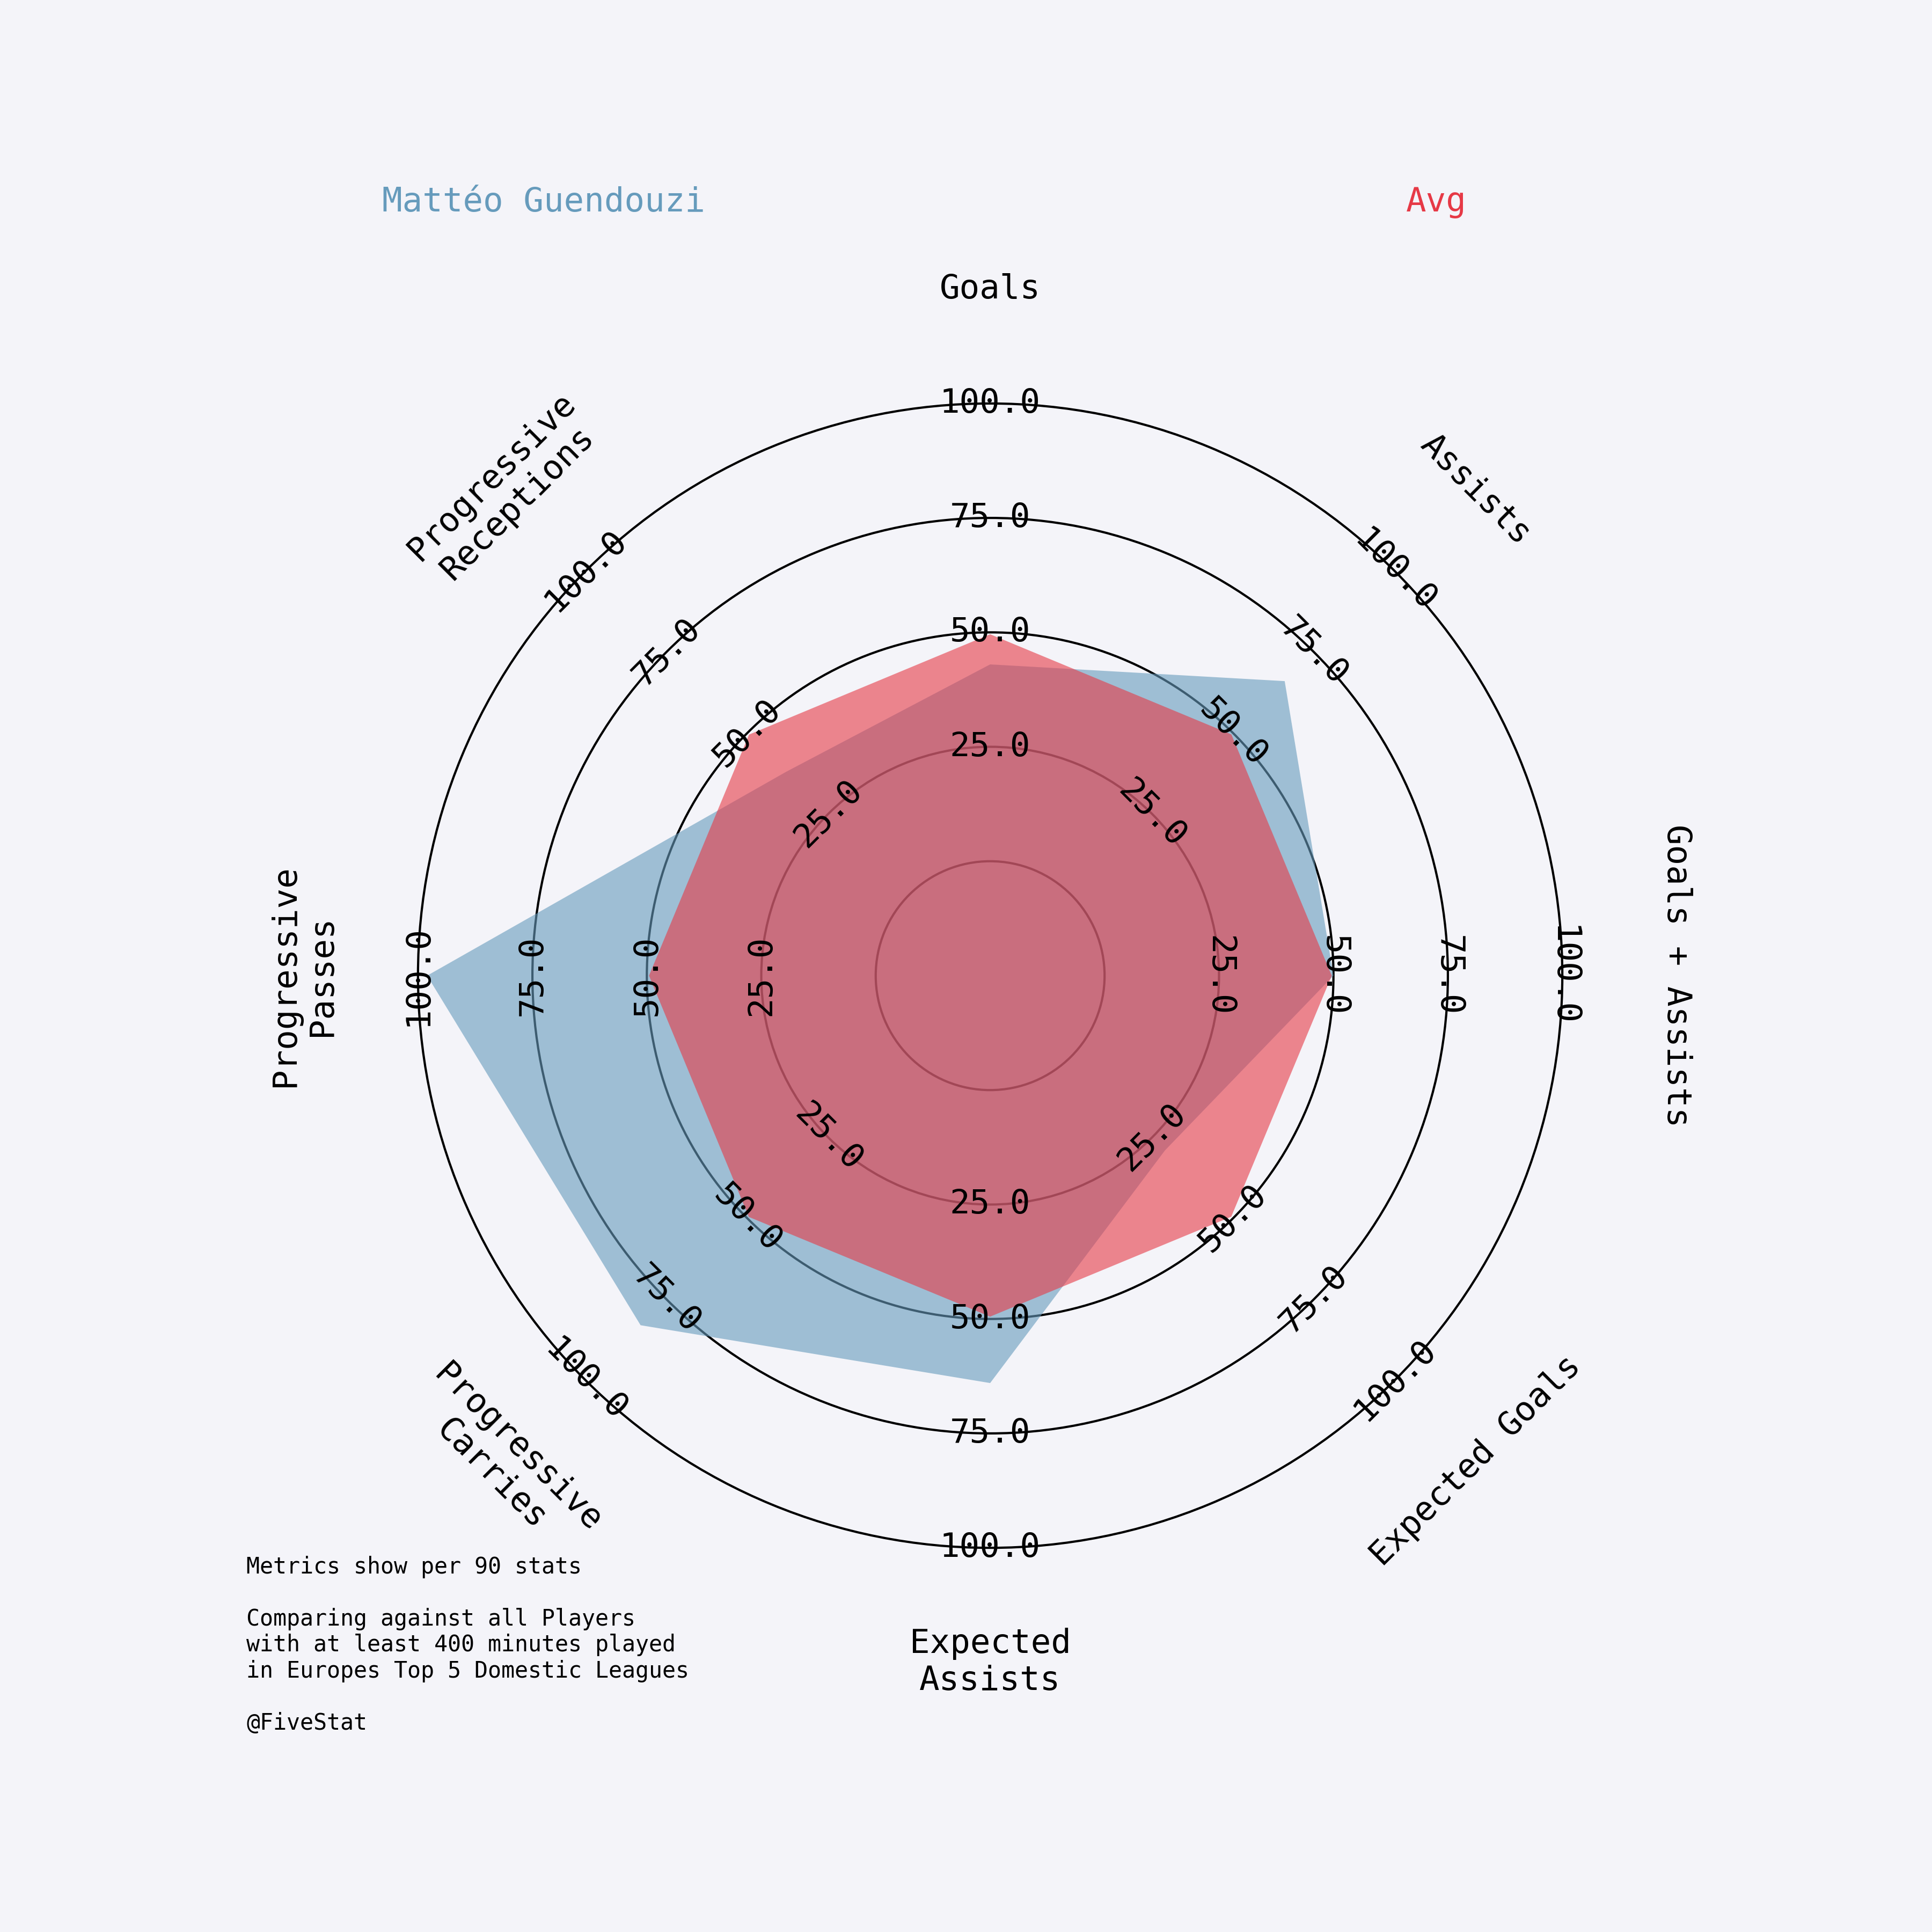 Mattéo Guendouzi
Avg
Goals
Assists
Goals + Assists
Expected Goals
Expected
Assists
Progressive
Carries
Progressive
Passes
Progressive
Receptions
25.0
50.0
75.0
100.0
25.0
50.0
75.0
100.0
25.0
50.0
75.0
100.0
25.0
50.0
75.0
100.0
25.0
50.0
75.0
100.0
25.0
50.0
75.0
100.0
25.0
50.0
75.0
100.0
25.0
50.0
75.0
100.0
Metrics show per 90 stats
Comparing against all Players
with at least 400 minutes played
in Europes Top 5 Domestic Leagues
@FiveStat